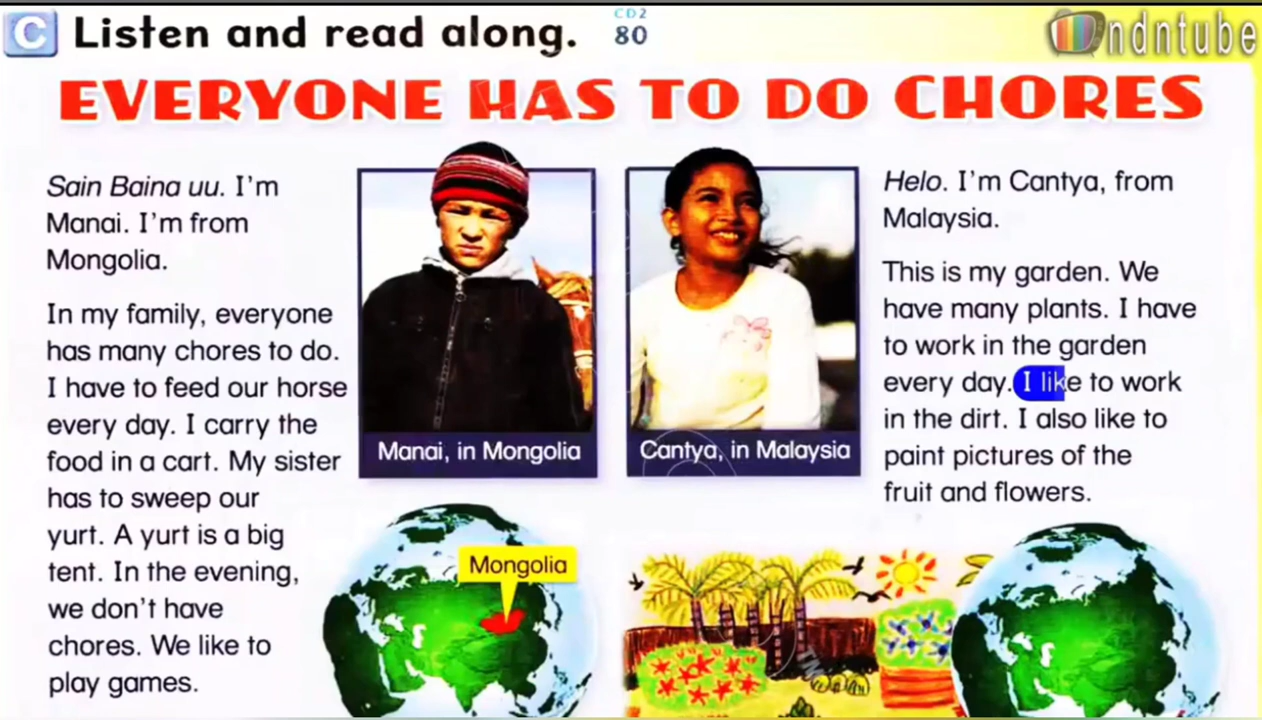 C Listen and read along. CD2
80
ndntube
EVERYONE HAS TO DO CHORES
Sain Baina uu. I'm
Manai. I'm from
Mongolia.
In my family, everyone
has many chores to do.
I have to feed our horse
every day. I carry the
food in a cart. My sister
has to sweep our
yurt. A yurt is a big
tent. In the evening,
we don't have
chores. We like to
play games.
Manai, in Mongolia
Mongolia
Cantya, in Malaysia
Helo. I'm Cantya, from
Malaysia.
This is my garden. We
have many plants. I have
to work in the garden
every day. I like to work
in the dirt. I also like to
paint pictures of the
fruit and flowers.